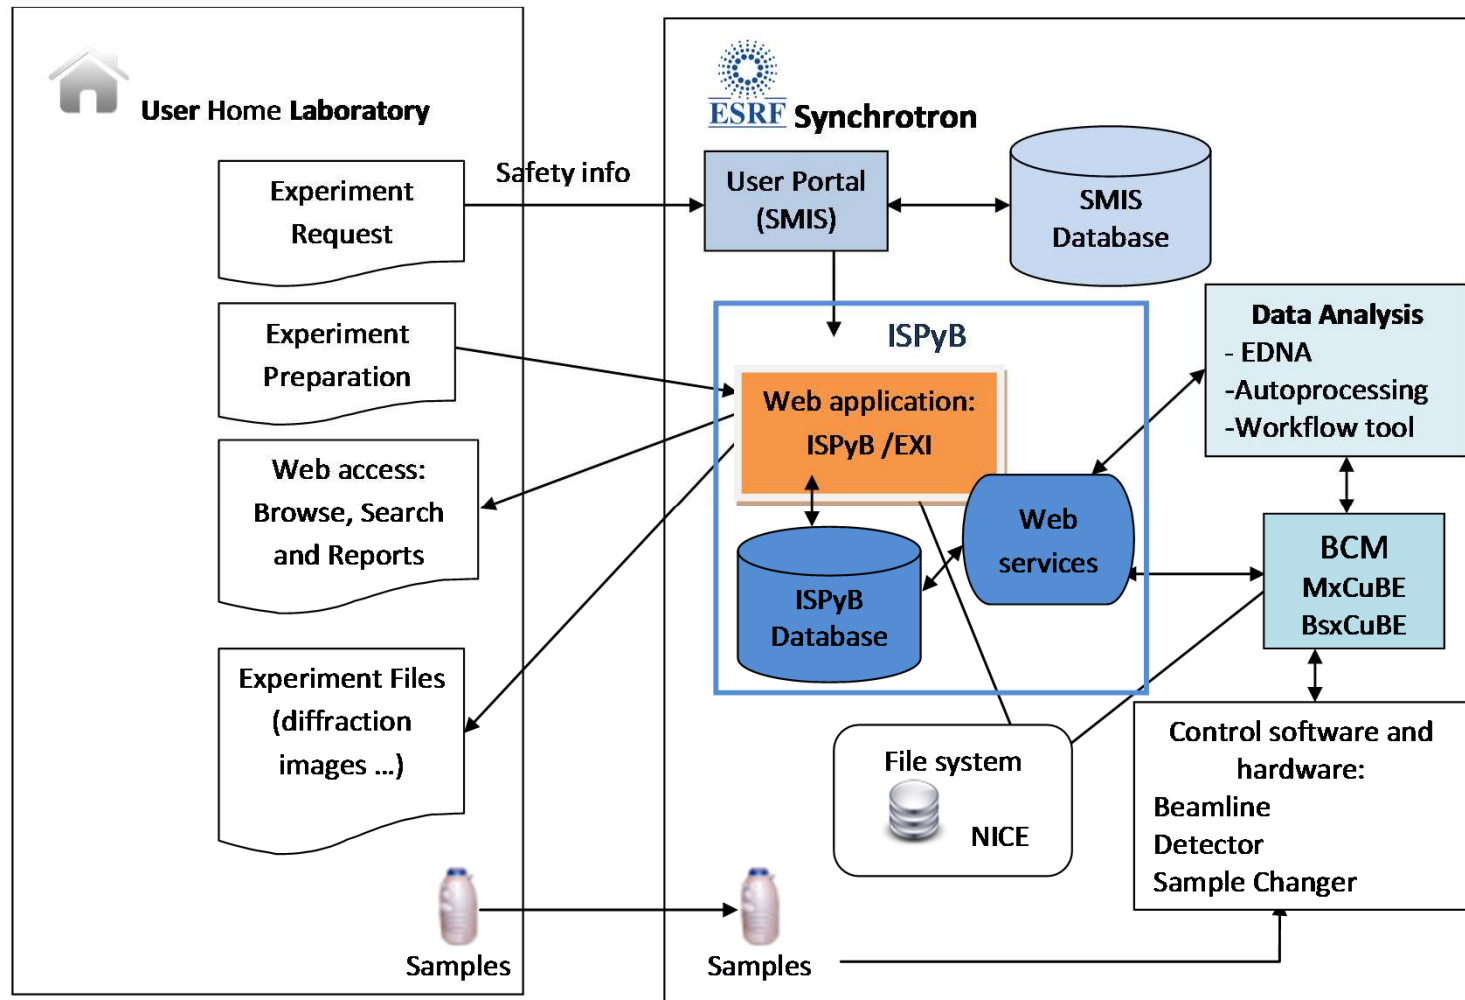 User Home Laboratory
Experiment
Request
Safety info
Experiment
Preparation
Web access:
Browse, Search
and Reports
Experiment Files
(diffraction
images ...)
Samples
ESRF Synchrotron
User Portal
(SMIS)
SMIS
Database
ISPyB
Web application:
ISPyB /EXI
ISPyB
Database
Web
services
Data Analysis
- EDNA
-Autoprocessing
-Workflow tool
BCM
MxCuBE
BsxCuBE
File system
NICE
Control software and
hardware:
Beamline
Detector
Sample Changer
Samples